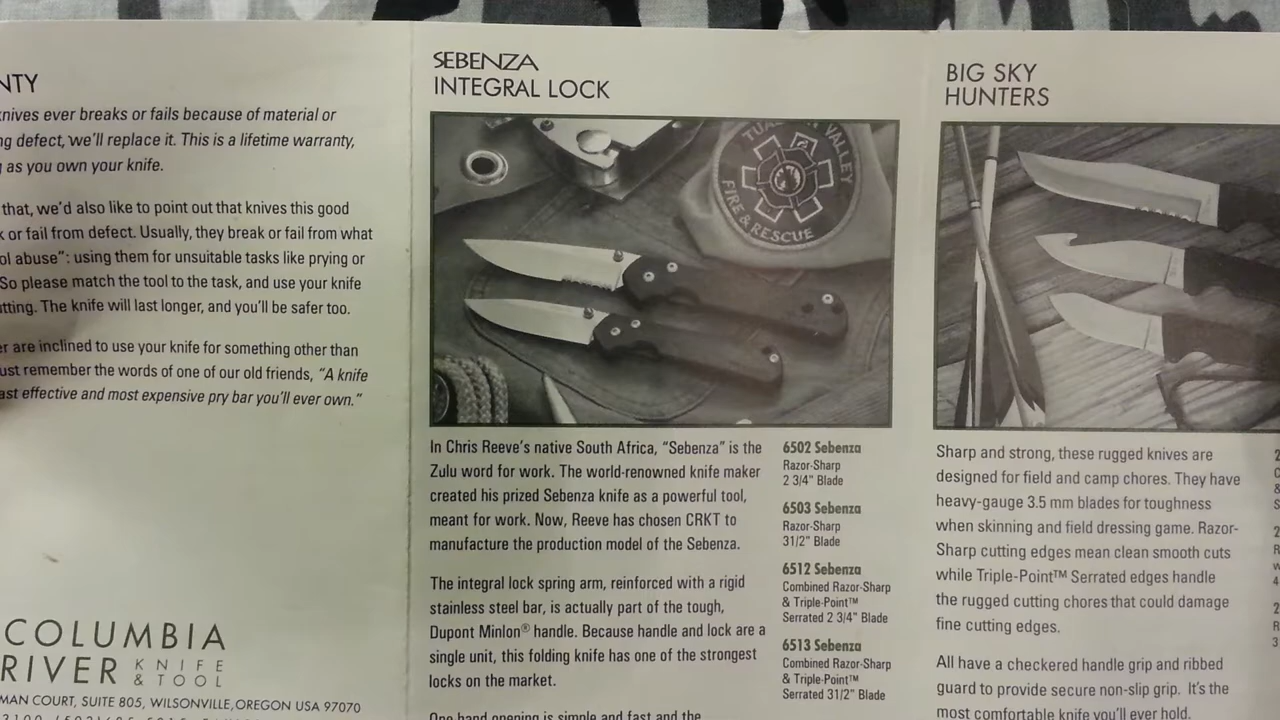 NTY
knives ever breaks or fails because of material or
ng defect, we'll replace it. This is a lifetime warranty,
as you own your knife.
that, we'd also like to point out that knives this good
k or fail from defect. Usually, they break or fail from what
ol abuse": using them for unsuitable tasks like prying or
So please match the tool to the task, and use your knife
utting. The knife will last longer, and you'll be safer too.
er are inclined to use your knife for something other than
ust remember the words of one of our old friends, "A knife
ast effective and most expensive pry bar you'll ever own."
COLUMBIA
RIVER KNIFE
& TOOL
MAN COURT, SUITE 805, WILSONVILLE, OREGON USA 97070
SEBENZA
INTEGRAL LOCK
VALLEY
FIRE & RESCUE
In Chris Reeve's native South Africa, "Sebenza" is the
Zulu word for work. The world-renowned knife maker
created his prized Sebenza knife as a powerful tool,
meant for work. Now, Reeve has chosen CRKT to
manufacture the production model of the Sebenza.
The integral lock spring arm, reinforced with a rigid
stainless steel bar, is actually part of the tough,
Dupont Minlon® handle. Because handle and lock are a
single unit, this folding knife has one of the strongest
locks on the market.
One hand opening is simple and fast and the
6502 Sebenza
Razor-Sharp
2 3/4" Blade
6503 Sebenza
Razor-Sharp
31/2" Blade
6512 Sebenza
Combined Razor-Sharp
& Triple-Point™
Serrated 2 3/4" Blade
6513 Sebenza
Combined Razor-Sharp
& Triple-Point™
Serrated 31/2" Blade
BIG SKY
HUNTERS
Sharp and strong, these rugged knives are
designed for field and camp chores. They have
heavy-gauge 3.5 mm blades for toughness
when skinning and field dressing game. Razor-
Sharp cutting edges mean clean smooth cuts
while Triple-Point™ Serrated edges handle
the rugged cutting chores that could damage
fine cutting edges.
All have a checkered handle grip and ribbed
guard to provide secure non-slip grip. It's the
most comfortable knife you'll ever hold.